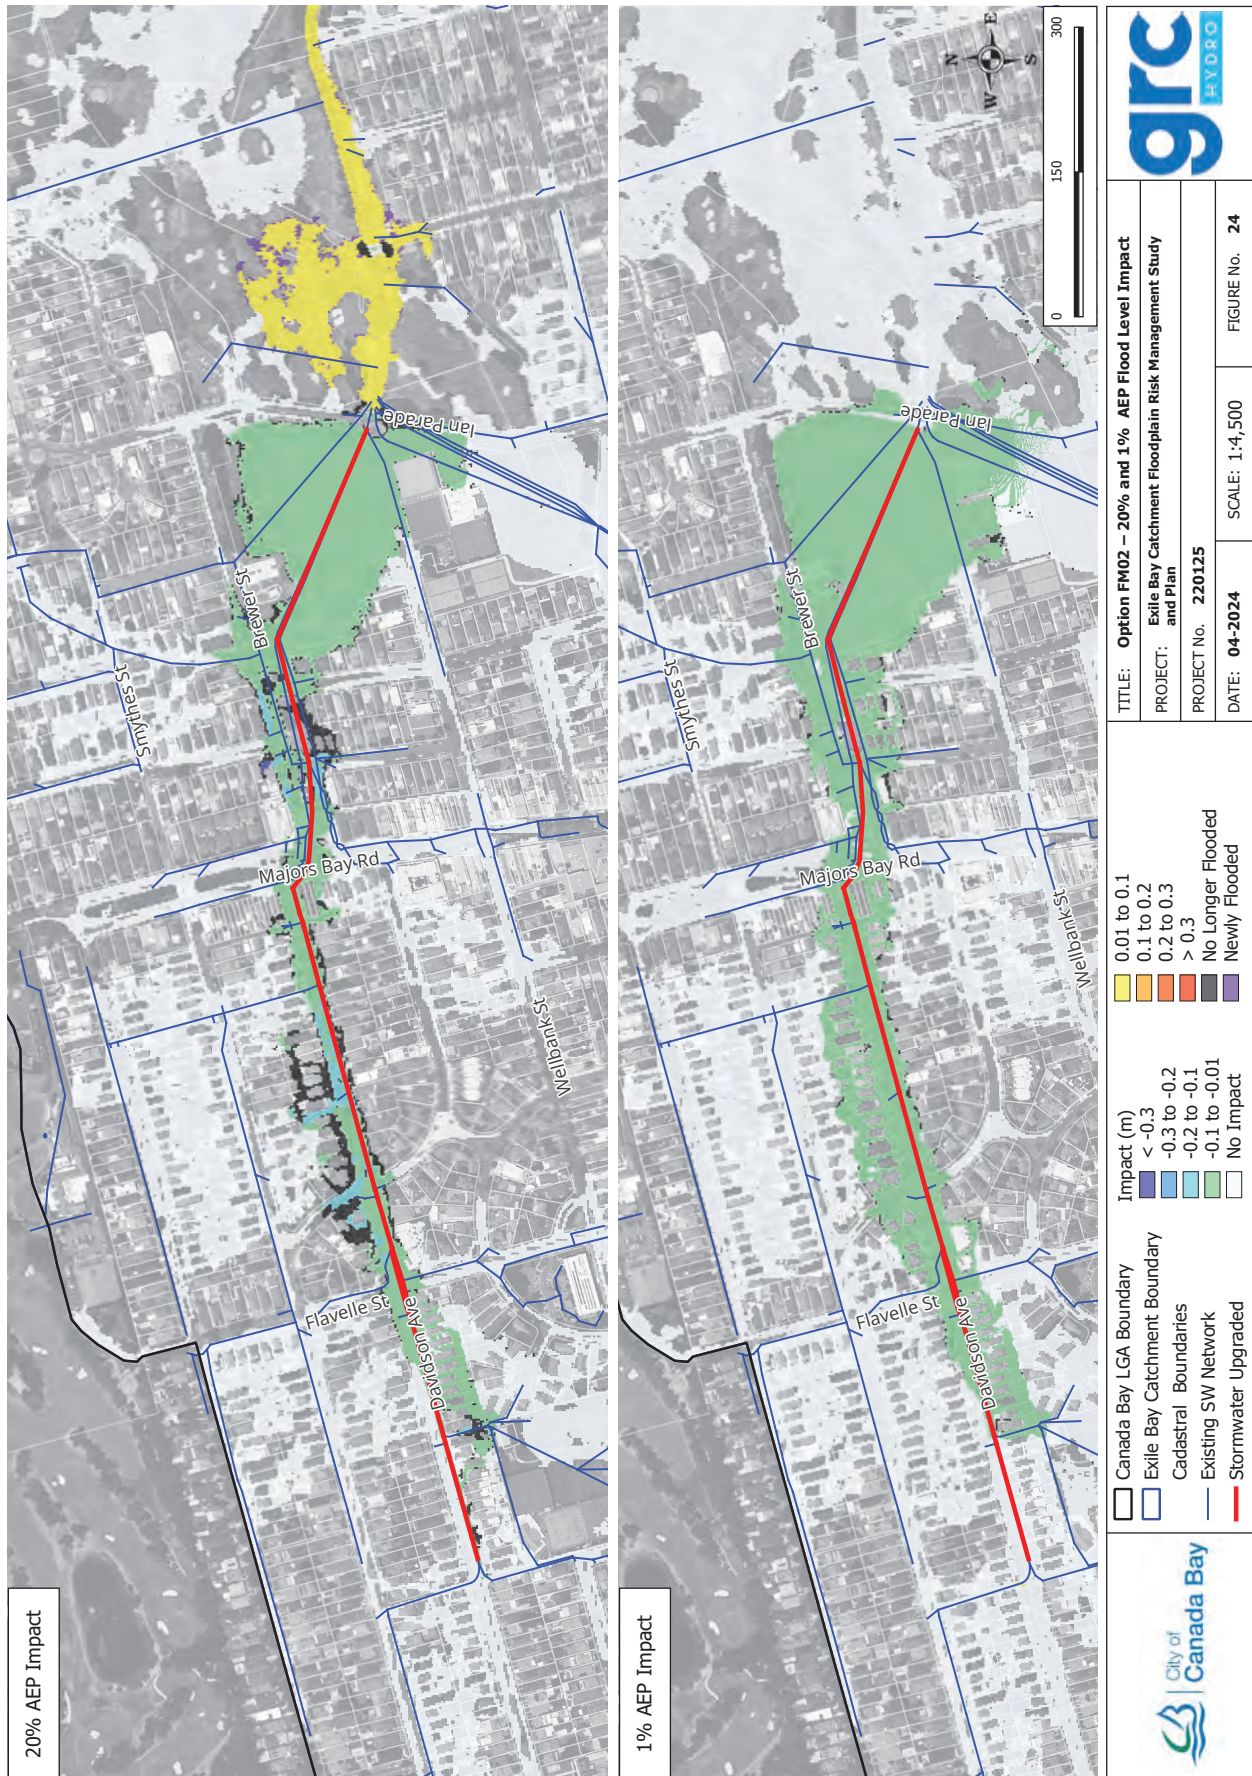 20% AEP Impact
Smythes St
Brewer St
Ian Parade
Majors Bay Rd
Wellbank St
Flavelle St
Davidson Ave
1% AEP Impact
Smythes St
Brewer St
Ian Parade
Majors Bay Rd
Wellbank St
Flavelle St
Davidson Ave
N
W E
S
0 150 300
City of
Canada Bay
Canada Bay LGA Boundary
Exile Bay Catchment Boundary
Cadastral Boundaries
Existing SW Network
Stormwater Upgraded
Impact (m)
< -0.3
-0.3 to -0.2
-0.2 to -0.1
-0.1 to -0.01
No Impact
0.01 to 0.1
0.1 to 0.2
0.2 to 0.3
> 0.3
No Longer Flooded
Newly Flooded
TITLE: Option FM02 – 20% and 1% AEP Flood Level Impact
PROJECT: Exile Bay Catchment Floodplain Risk Management Study
and Plan
PROJECT No. 220125
DATE: 04-2024 SCALE: 1:4,500 FIGURE No. 24
grc
HYDRO